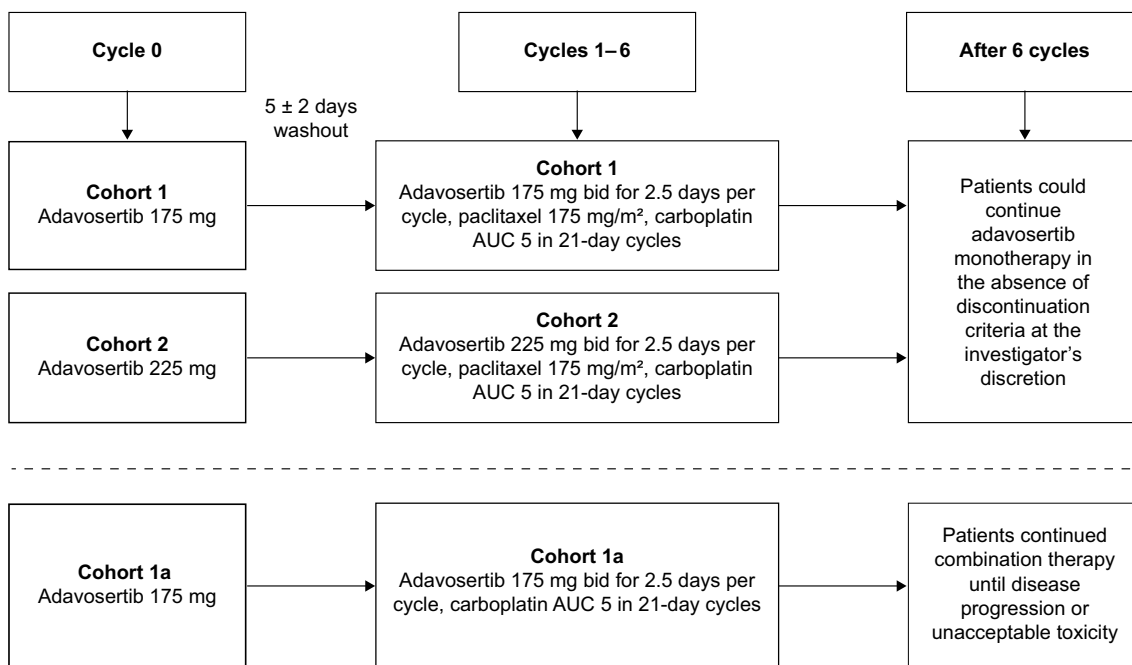 Cycle 0
Cycles 1–6
After 6 cycles
5 ± 2 days
washout
Cohort 1
Adavosertib 175 mg
Cohort 1
Adavosertib 175 mg bid for 2.5 days per
cycle, paclitaxel 175 mg/m², carboplatin
AUC 5 in 21-day cycles
Patients could
continue
adavosertib
monotherapy in
the absence of
discontinuation
criteria at the
investigator's
discretion
Cohort 2
Adavosertib 225 mg
Cohort 2
Adavosertib 225 mg bid for 2.5 days per
cycle, paclitaxel 175 mg/m², carboplatin
AUC 5 in 21-day cycles
Cohort 1a
Adavosertib 175 mg
Cohort 1a
Adavosertib 175 mg bid for 2.5 days per
cycle, carboplatin AUC 5 in 21-day cycles
Patients continued
combination therapy
until disease
progression or
unacceptable toxicity